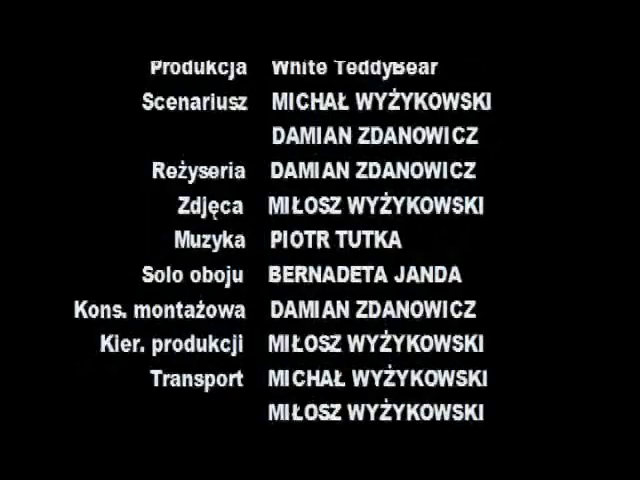 Produkcja White TeddyBear
Scenariusz MICHAŁ WYŻYKOWSKI
DAMIAN ZDANOWICZ
Reżyseria DAMIAN ZDANOWICZ
Zdjęca MIŁOSZ WYŻYKOWSKI
Muzyka PIOTR TUTKA
Solo oboju BERNADETA JANDA
Kons. montażowa DAMIAN ZDANOWICZ
Kier. produkcji MIŁOSZ WYŻYKOWSKI
Transport MICHAŁ WYŻYKOWSKI
MIŁOSZ WYŻYKOWSKI